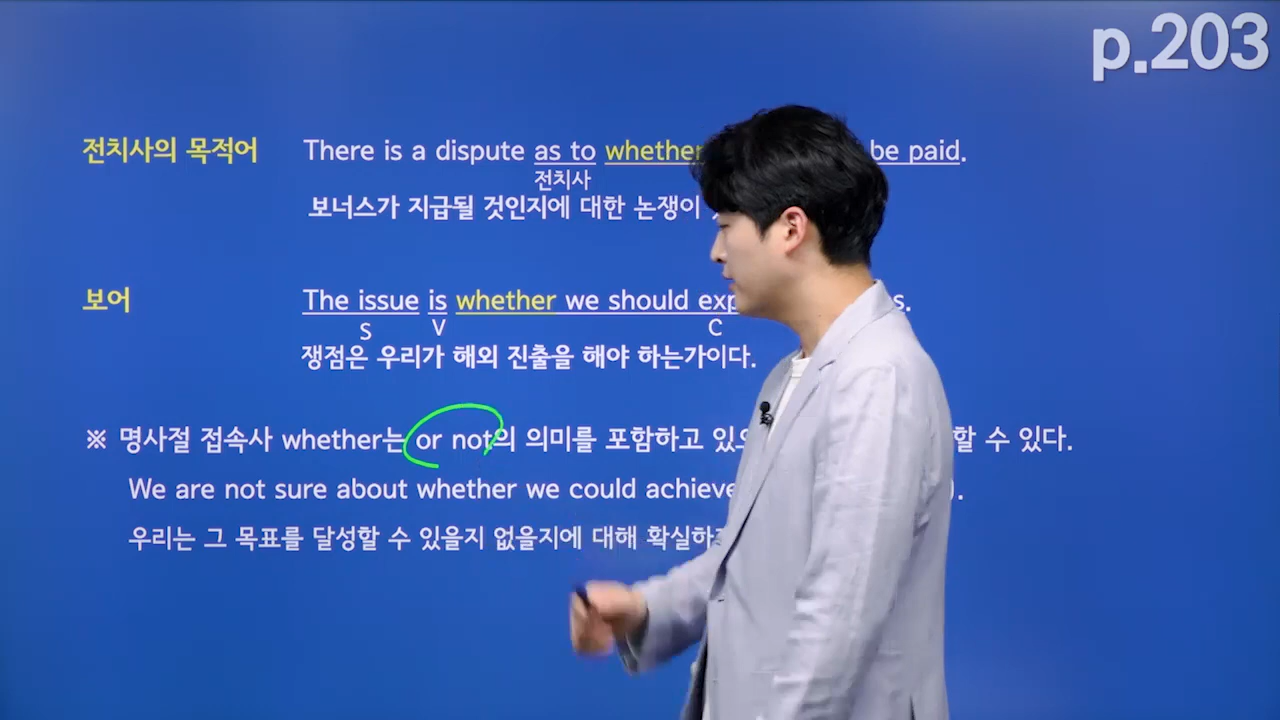 p.203
전치사의 목적어 There is a dispute as to whether be paid.
전치사
보너스가 지급될 것인지에 대한 논쟁이
보어 The issue is whether we should exp s.
S V C
쟁점은 우리가 해외 진출을 해야 하는가이다.
※ 명사절 접속사 whether는 or not의 의미를 포함하고 있 할 수 있다.
We are not sure about whether we could achieve ).
우리는 그 목표를 달성할 수 있을지 없을지에 대해 확실하